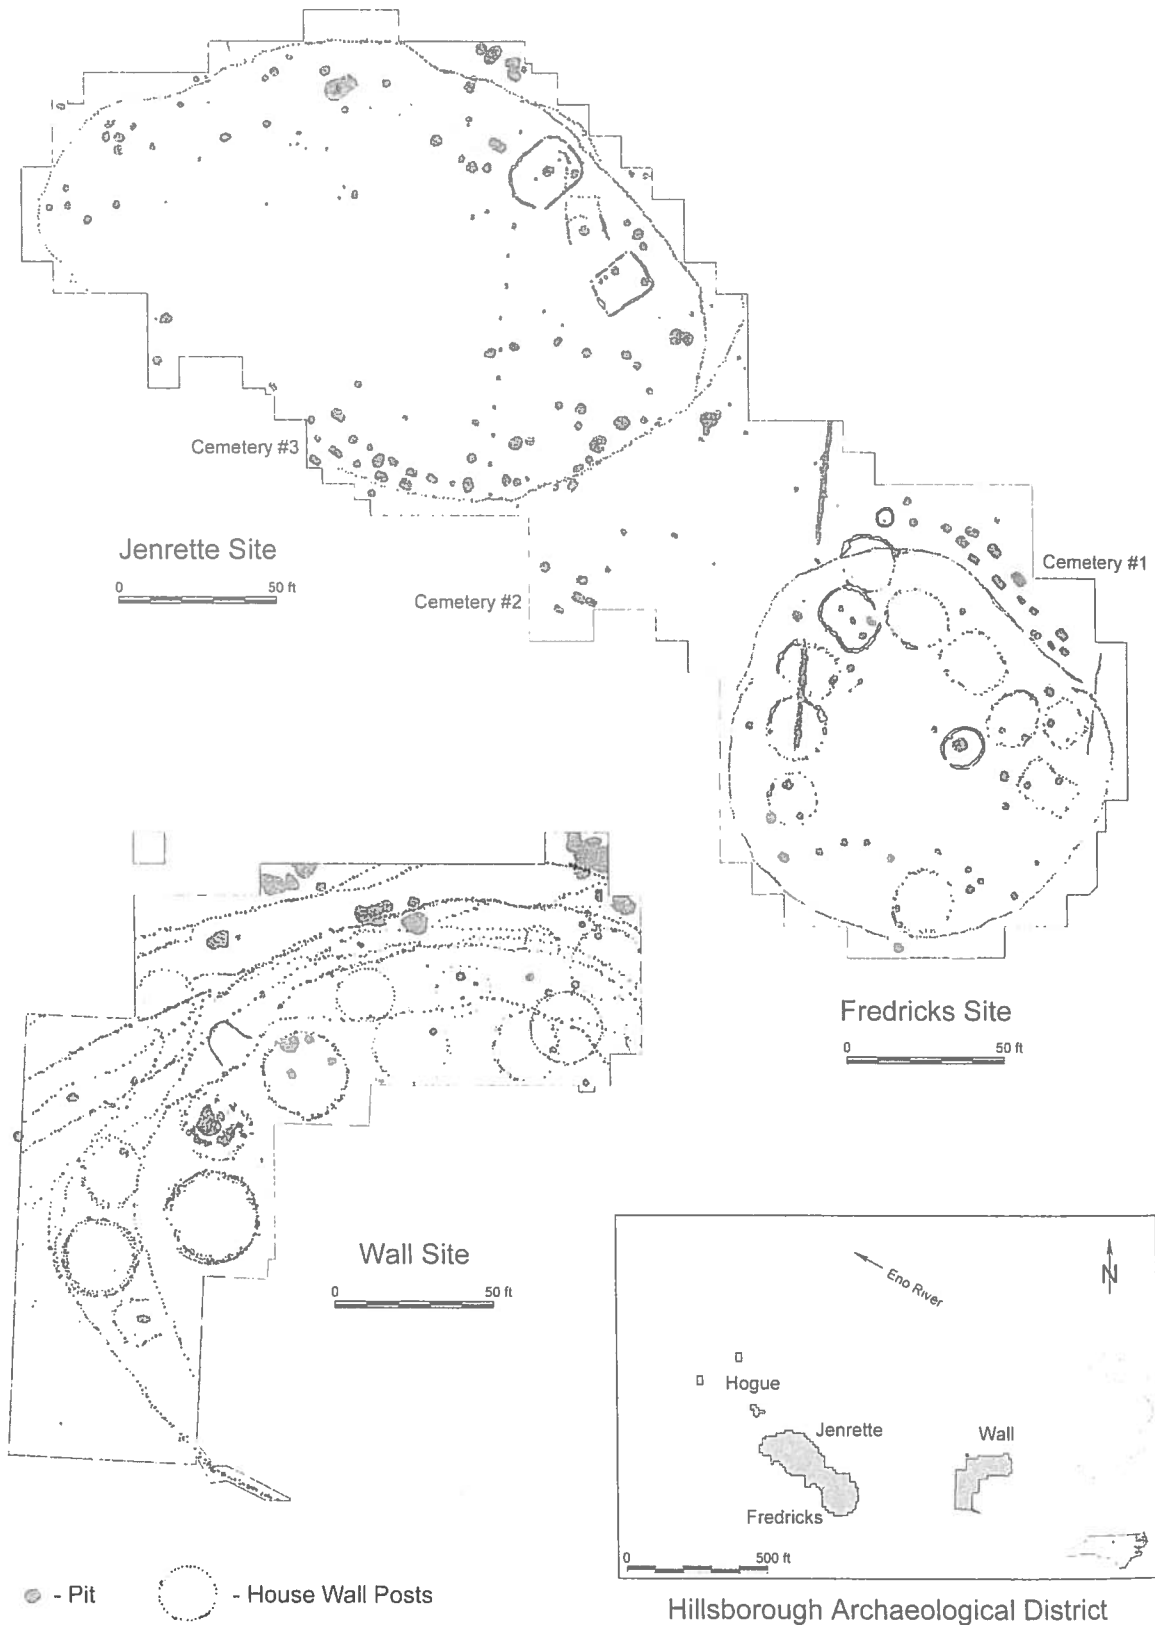 Cemetery #3
Jenrette Site
0 50 ft
Cemetery #2
Cemetery #1
Fredricks Site
0 50 ft
Wall Site
0 50 ft
Eno River
N
Hogue
Jenrette
Wall
Fredricks
0 500 ft
- Pit
- House Wall Posts
Hillsborough Archaeological District